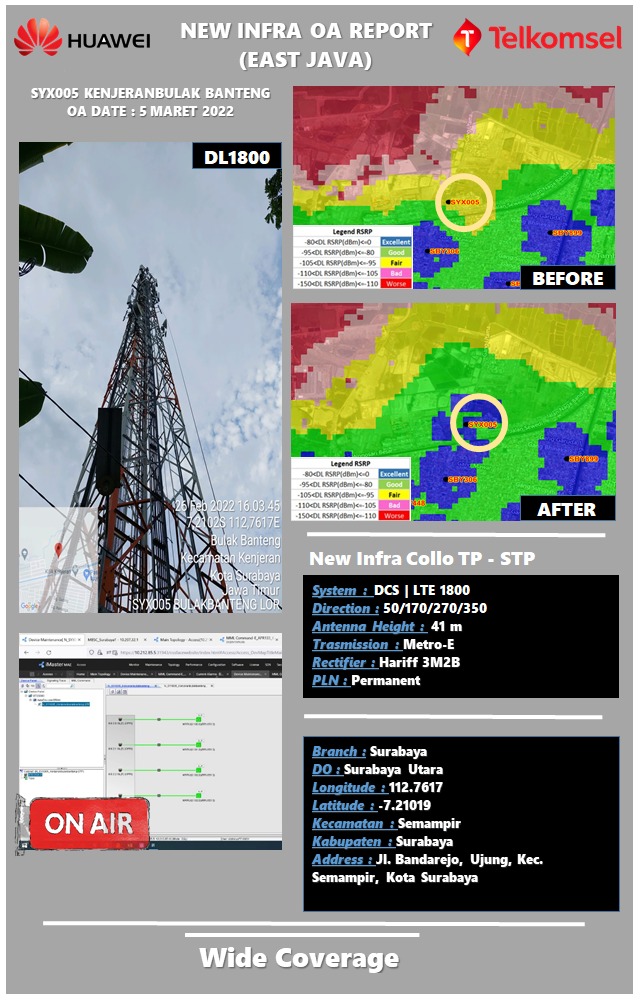 HUAWEI
NEW INFRA OA REPORT
(EAST JAVA)
Telkomsel
SYX005 KENJERANBULAK BANTENG
OA DATE : 5 MARET 2022
DL1800
26 Feb 2022 16.03.45
7,2102S 112,7617E
Bulak Banteng
Kecamatan Kenjeran
Kota Surabaya
Jawa Timur
SYX005 BULAKBANTENG LOR
Google
SYX005
SBY899
SBY306
Legend RSRP
-80<DL RSRP(dBm)<=0 Excellent
-95<DL RSRP(dBm)<=-80 Good
-105<DL RSRP(dBm)<=-95 Fair
-110<DL RSRP(dBm)<=-105 Bad
-150<DL RSRP(dBm)<=-110 Worse
BEFORE
SYX005
SBY899
SBY306
Legend RSRP
-80<DL RSRP(dBm)<=0 Excellent
-95<DL RSRP(dBm)<=-80 Good
-105<DL RSRP(dBm)<=-95 Fair
-110<DL RSRP(dBm)<=-105 Bad
-150<DL RSRP(dBm)<=-110 Worse
AFTER
New Infra Collo TP - STP
System : DCS | LTE 1800
Direction : 50/170/270/350
Antenna Height : 41 m
Trasmission : Metro-E
Rectifier : Hariff 3M2B
PLN : Permanent
iMaster MAE
ON AIR
Branch : Surabaya
DO : Surabaya Utara
Longitude : 112.7617
Latitude : -7.21019
Kecamatan : Semampir
Kabupaten : Surabaya
Address : Jl. Bandarejo, Ujung, Kec.
Semampir, Kota Surabaya
Wide Coverage